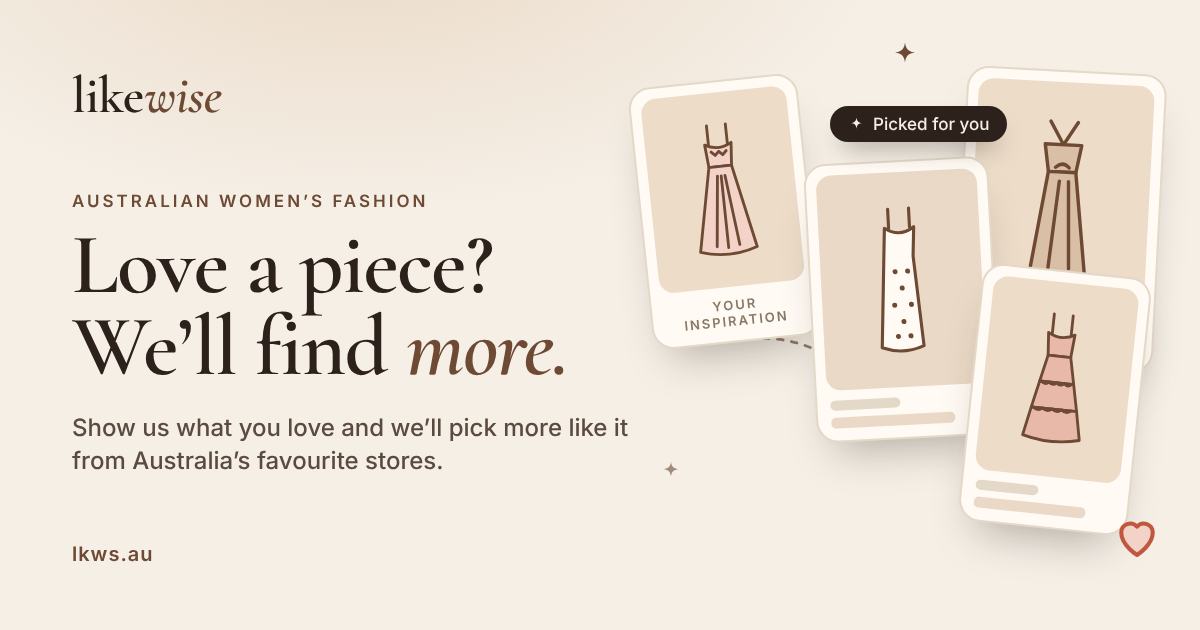 likewise
AUSTRALIAN WOMEN’S FASHION
Love a piece?
We’ll find more.
Show us what you love and we’ll pick more like it
from Australia’s favourite stores.
lkws.au
Picked for you
YOUR
INSPIRATION